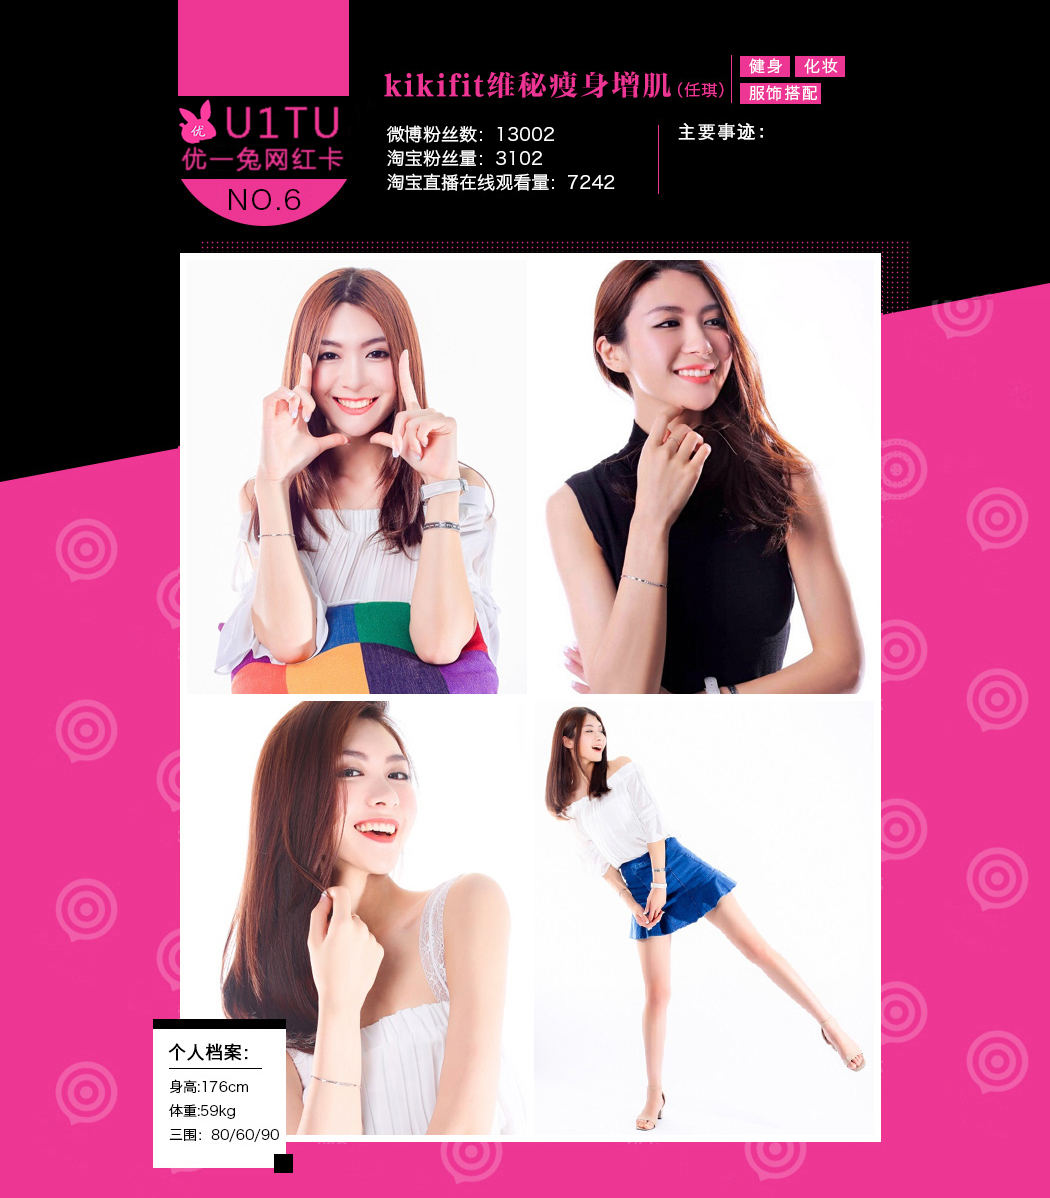 kikifit维秘瘦身增肌(任琪)
健身 化妆
服饰搭配
优
U1TU
优一兔网红卡
NO.6
微博粉丝数：13002
淘宝粉丝量：3102
淘宝直播在线观看量：7242
主要事迹：
个人档案：
身高:176cm
体重:59kg
三围：80/60/90